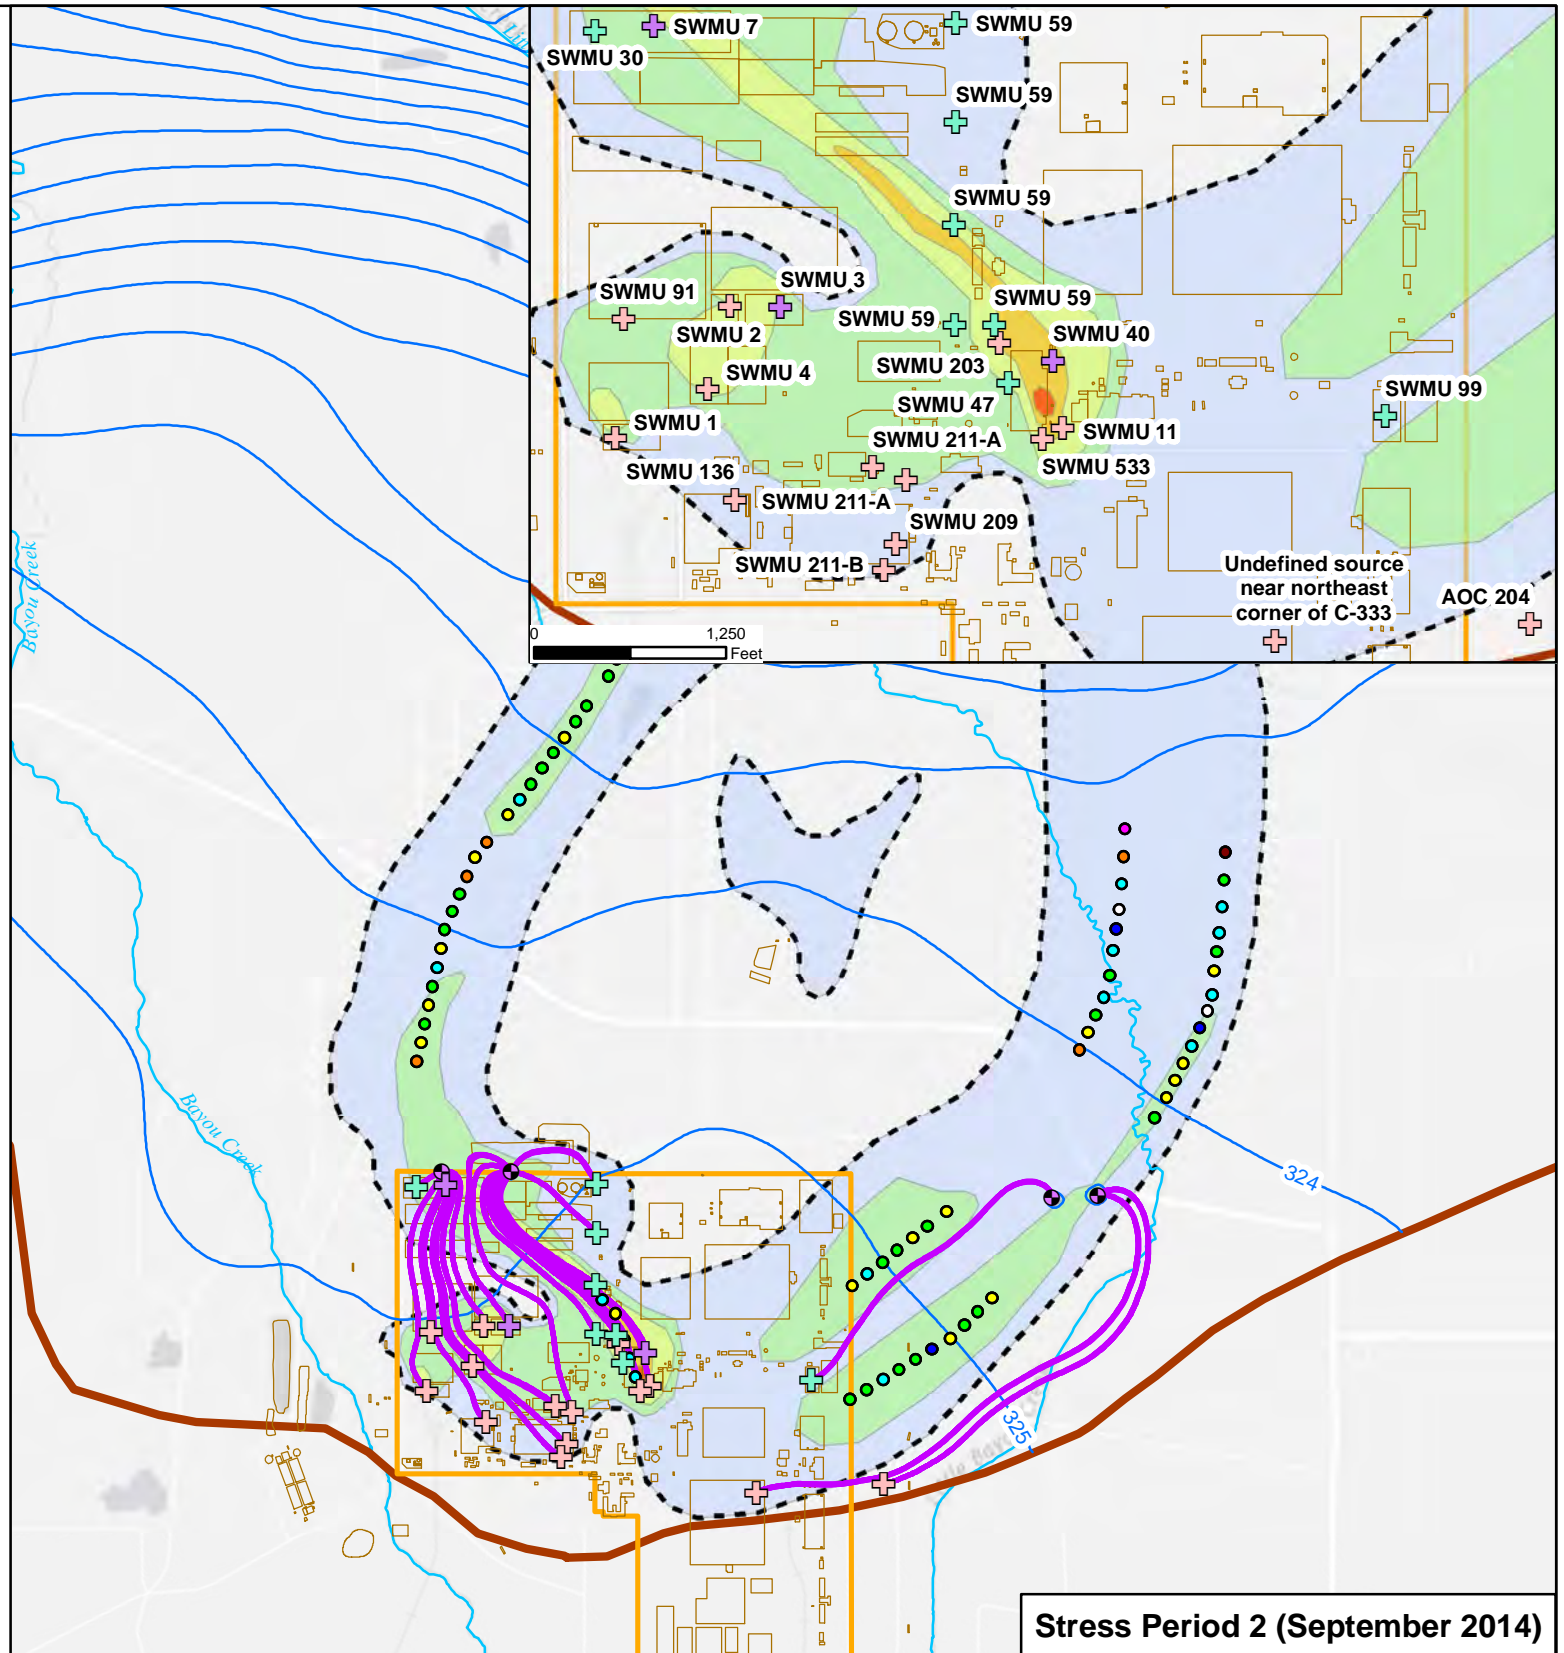 SWMU 7
SWMU 59
SWMU 30
SWMU 59
SWMU 59
SWMU 91
SWMU 3
SWMU 59
SWMU 59
SWMU 2
SWMU 40
SWMU 203
SWMU 4
SWMU 99
SWMU 47
SWMU 1
SWMU 211-A
SWMU 11
SWMU 136
SWMU 533
SWMU 211-A
SWMU 209
SWMU 211-B
Undefined source
near northeast
corner of C-333
AOC 204
0 1,250
Feet
Bayou Creek
Bayou Creek
324
325
Stress Period 2 (September 2014)